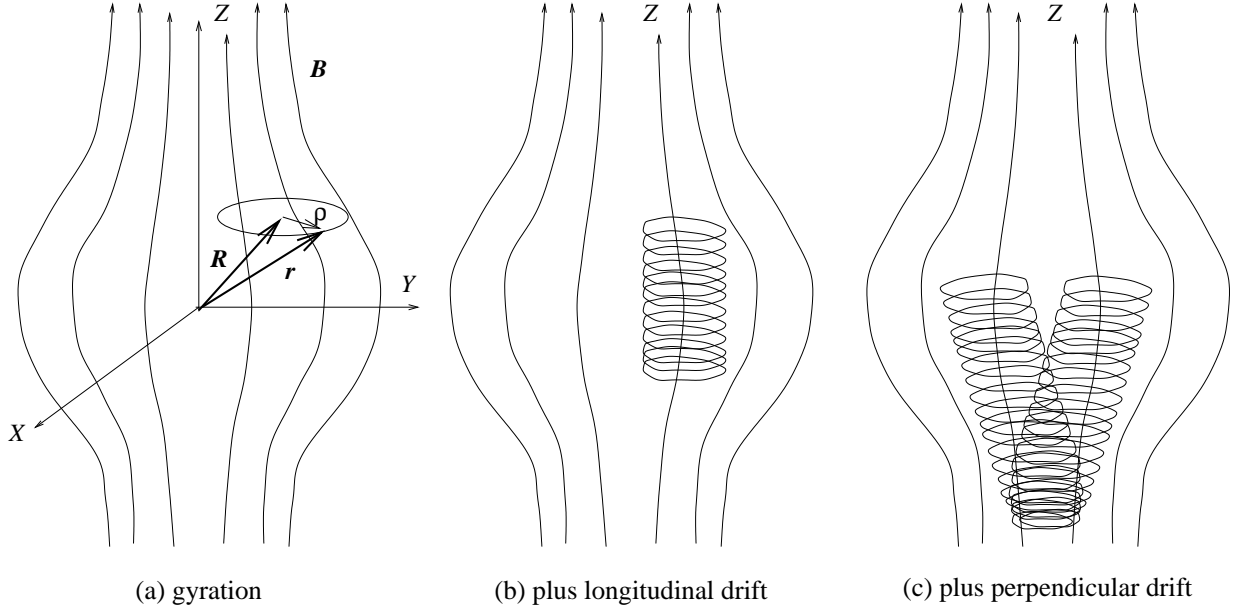 Z
B
ρ
R
r
Y
X
(a) gyration
Z
(b) plus longitudinal drift
Z
(c) plus perpendicular drift